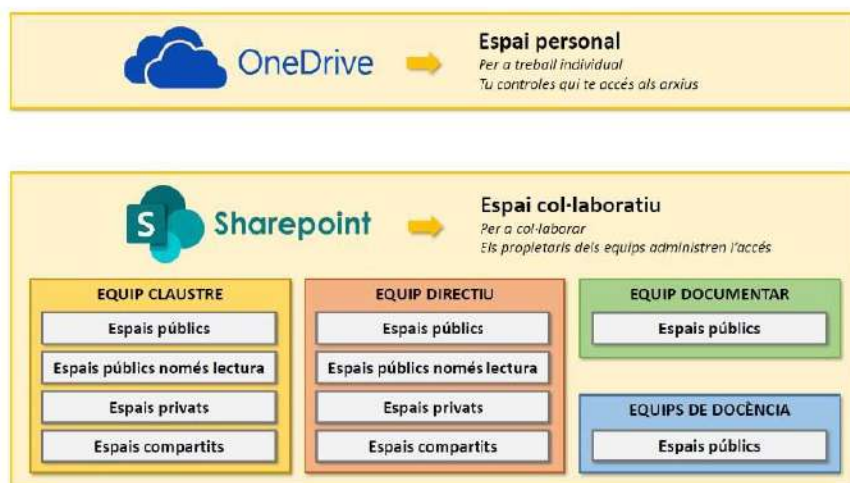 OneDrive
Espai personal
Per a treball individual
Tu controles qui te accés als arxius
S
Sharepoint
Espai col·laboratiu
Per a col·laborar
Els propietaris dels equips administren l'accés
EQUIP CLAUSTRE
Espais públics
Espais públics només lectura
Espais privats
Espais compartits
EQUIP DIRECTIU
Espais públics
Espais públics només lectura
Espais privats
Espais compartits
EQUIP DOCUMENTAR
Espais públics
EQUIPS DE DOCÈNCIA
Espais públics